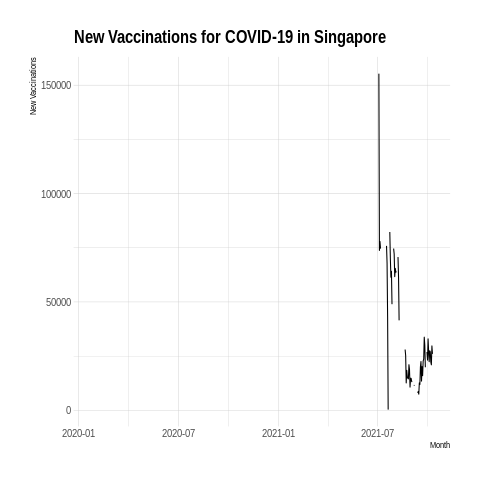 New Vaccinations for COVID-19 in Singapore
New Vaccinations
150000
100000
50000
0
2020-01 2020-07 2021-01 2021-07
Month